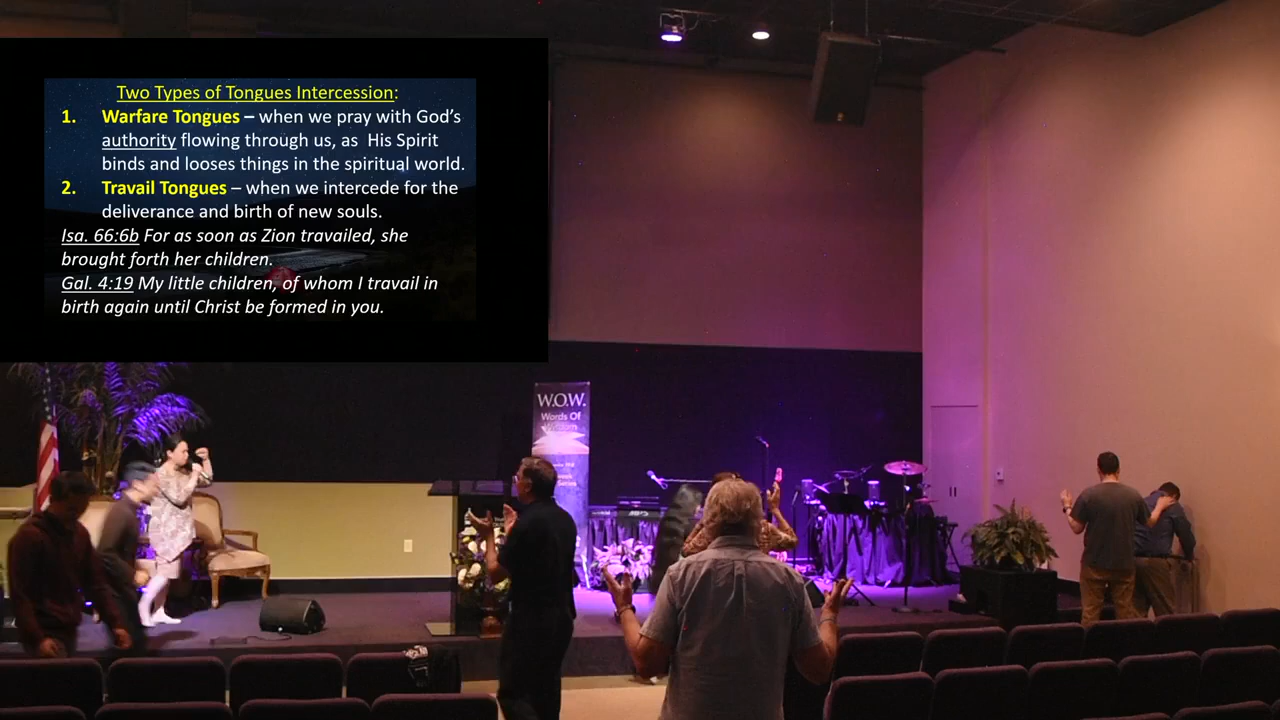 Two Types of Tongues Intercession:
1. Warfare Tongues – when we pray with God's
authority flowing through us, as His Spirit
binds and looses things in the spiritual world.
2. Travail Tongues – when we intercede for the
deliverance and birth of new souls.
Isa. 66:6b For as soon as Zion travailed, she
brought forth her children.
Gal. 4:19 My little children, of whom I travail in
birth again until Christ be formed in you.
W.O.W.
Words Of
Wisdom
Series